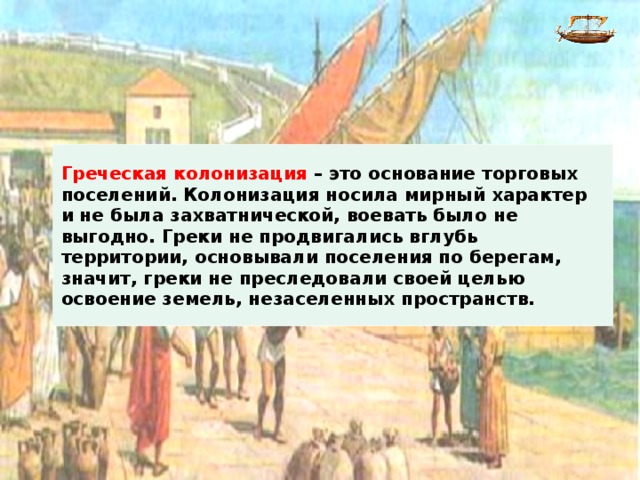 Греческая колонизация – это основание торговых
поселений. Колонизация носила мирный характер
и не была захватнической, воевать было не
выгодно. Греки не продвигались вглубь
территории, основывали поселения по берегам,
значит, греки не преследовали своей целью
освоение земель, незаселенных пространств.